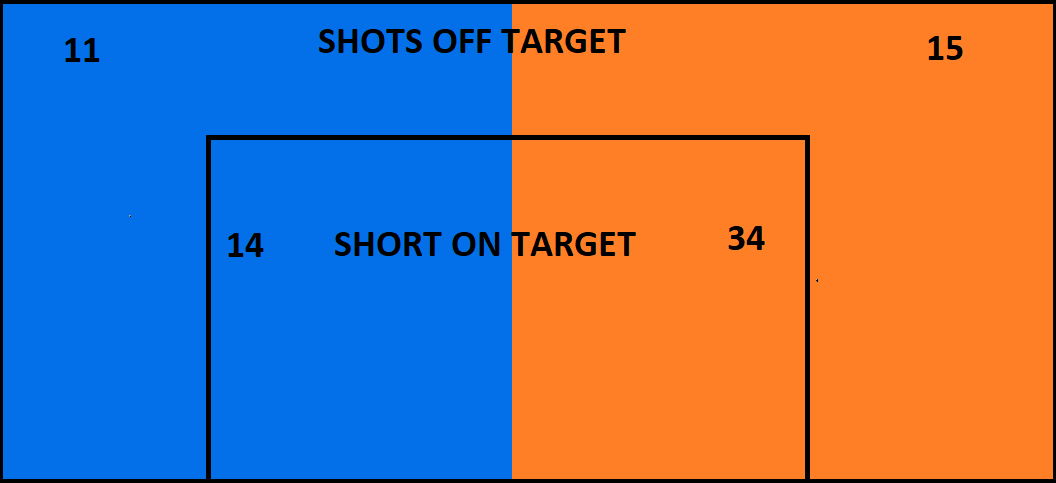 11 SHOTS OFF TARGET 15
14 SHORT ON TARGET 34